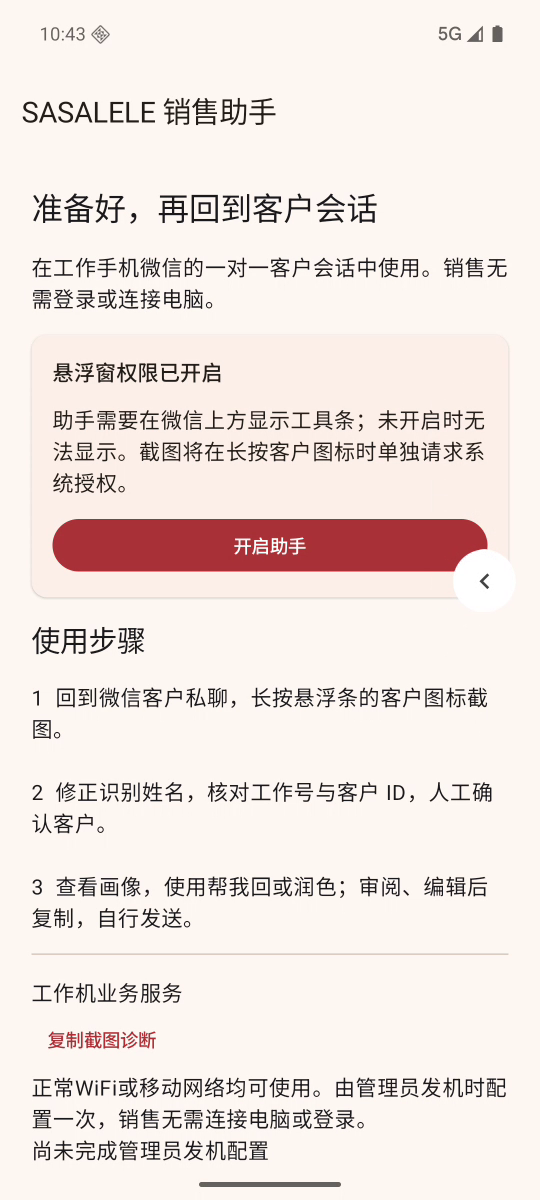 10:43
5G
SASALELE 销售助手
准备好，再回到客户会话
在工作手机微信的一对一客户会话中使用。销售无
需登录或连接电脑。
悬浮窗权限已开启
助手需要在微信上方显示工具条；未开启时无
法显示。截图将在长按客户图标时单独请求系
统授权。
开启助手
使用步骤
1 回到微信客户私聊，长按悬浮条的客户图标截
图。
2 修正识别姓名，核对工作号与客户 ID，人工确
认客户。
3 查看画像，使用帮我回或润色；审阅、编辑后
复制，自行发送。
工作机业务服务
复制截图诊断
正常WiFi或移动网络均可使用。由管理员发机时配
置一次，销售无需连接电脑或登录。
尚未完成管理员发机配置